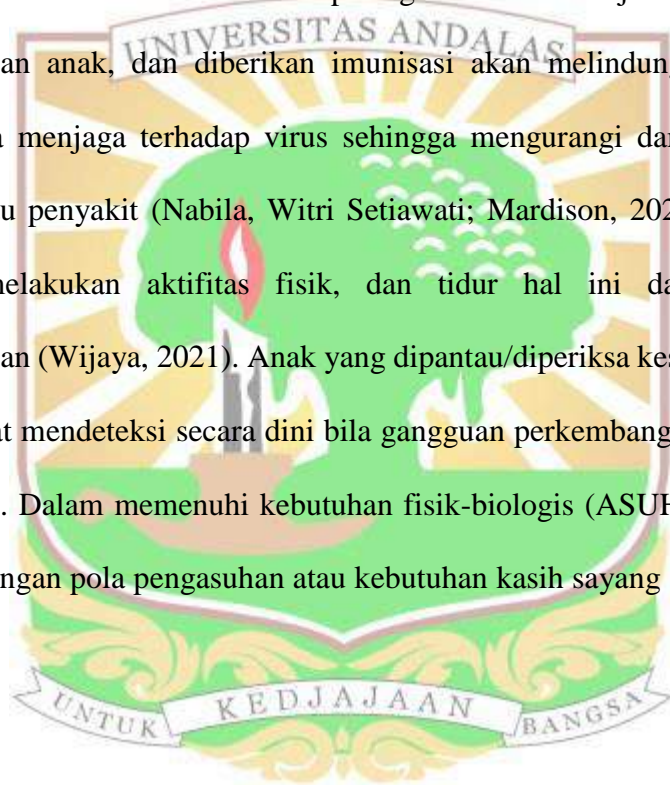 UNIVERSITAS ANDALAS
an anak, dan diberikan imunisasi akan melindun
menjaga terhadap virus sehingga mengurangi dar
u penyakit (Nabila, Witri Setiawati; Mardison, 202
melakukan aktifitas fisik, dan tidur hal ini da
an (Wijaya, 2021). Anak yang dipantau/diperiksa kes
at mendeteksi secara dini bila gangguan perkembang
. Dalam memenuhi kebutuhan fisik-biologis (ASUH
ngan pola pengasuhan atau kebutuhan kasih sayang
UNTUK KEDJAJAAN BANGSA